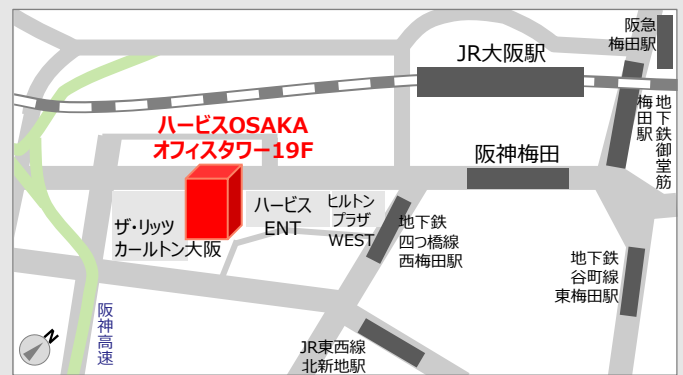 阪急
梅田駅
JR大阪駅
ハービスOSAKA
オフィスタワー19F
地下鉄御堂筋
梅田駅
阪神梅田
ハービス
ENT
ヒルトン
プラザ
WEST
ザ・リッツ
カールトン大阪
地下鉄
四つ橋線
西梅田駅
地下鉄
谷町線
東梅田駅
阪神高速
N
JR東西線
北新地駅